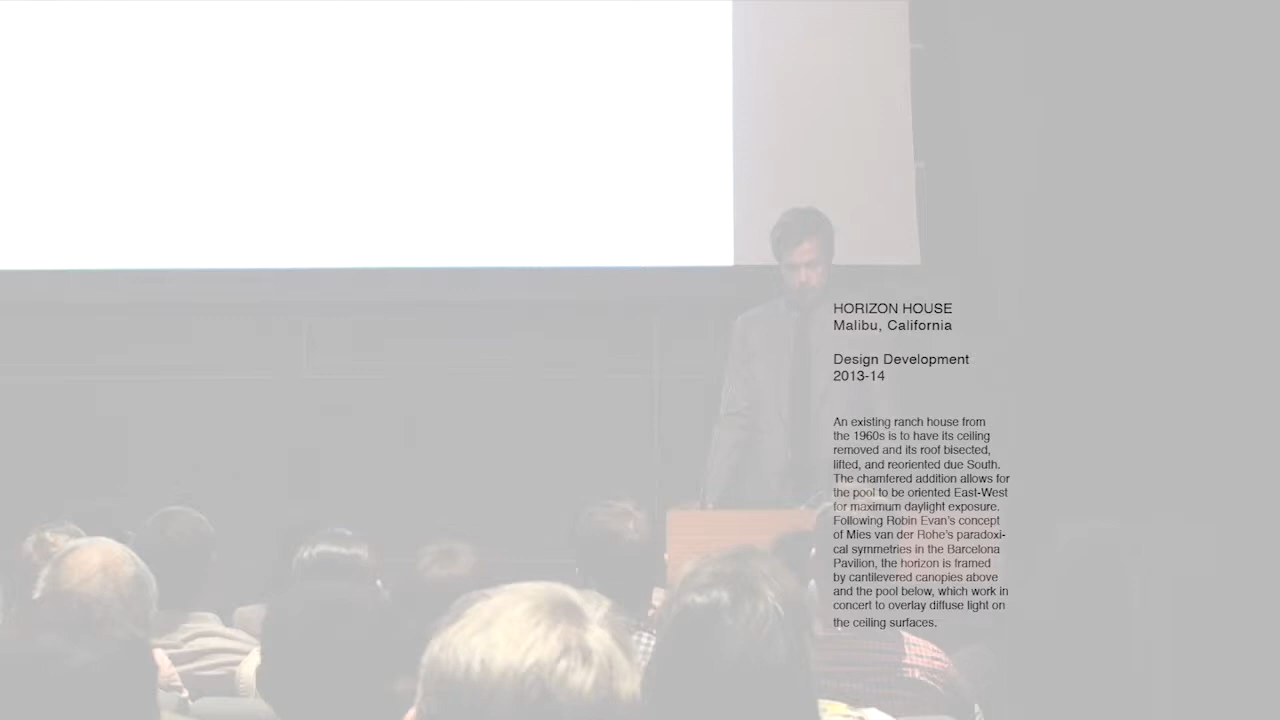 HORIZON HOUSE
Malibu, California
Design Development
2013-14
An existing ranch house from
the 1960s is to have its ceiling
removed and its roof bisected,
lifted, and reoriented due South.
The chamfered addition allows for
the pool to be oriented East-West
for maximum daylight exposure.
Following Robin Evan's concept
of Mies van der Rohe's paradoxi-
cal symmetries in the Barcelona
Pavilion, the horizon is framed
by cantilevered canopies above
and the pool below, which work in
concert to overlay diffuse light on
the ceiling surfaces.